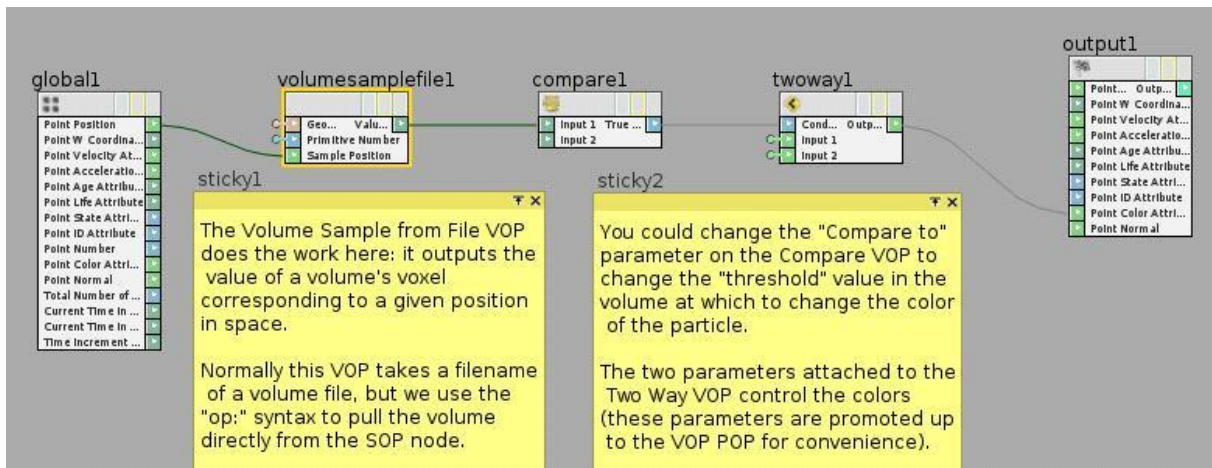 global1
Point Position
Point W Coordina...
Point Velocity At...
Point Acceleratio...
Point Age Attribu...
Point Life Attribute
Point State Attri...
Point ID Attribute
Point Number
Point Color Attri...
Point Normal
Total Number of ...
Current Time In ...
Current Time In ...
Time Increment ...
volumesamplefile1
Geo... Valu...
Primitive Number
Sample Position
compare1
Input 1 True ...
Input 2
twoway1
Cond... Outp...
Input 1
Input 2
output1
Point... Outp...
Point W Coordina...
Point Velocity At...
Point Acceleratio...
Point Age Attribu...
Point Life Attribute
Point State Attri...
Point ID Attribute
Point Color Attri...
Point Normal
sticky1
The Volume Sample from File VOP
does the work here: it outputs the
value of a volume's voxel
corresponding to a given position
in space.
Normally this VOP takes a filename
of a volume file, but we use the
"op:" syntax to pull the volume
directly from the SOP node.
sticky2
You could change the "Compare to"
parameter on the Compare VOP to
change the "threshold" value in the
volume at which to change the color
of the particle.
The two parameters attached to the
Two Way VOP control the colors
(these parameters are promoted up
to the VOP POP for convenience).